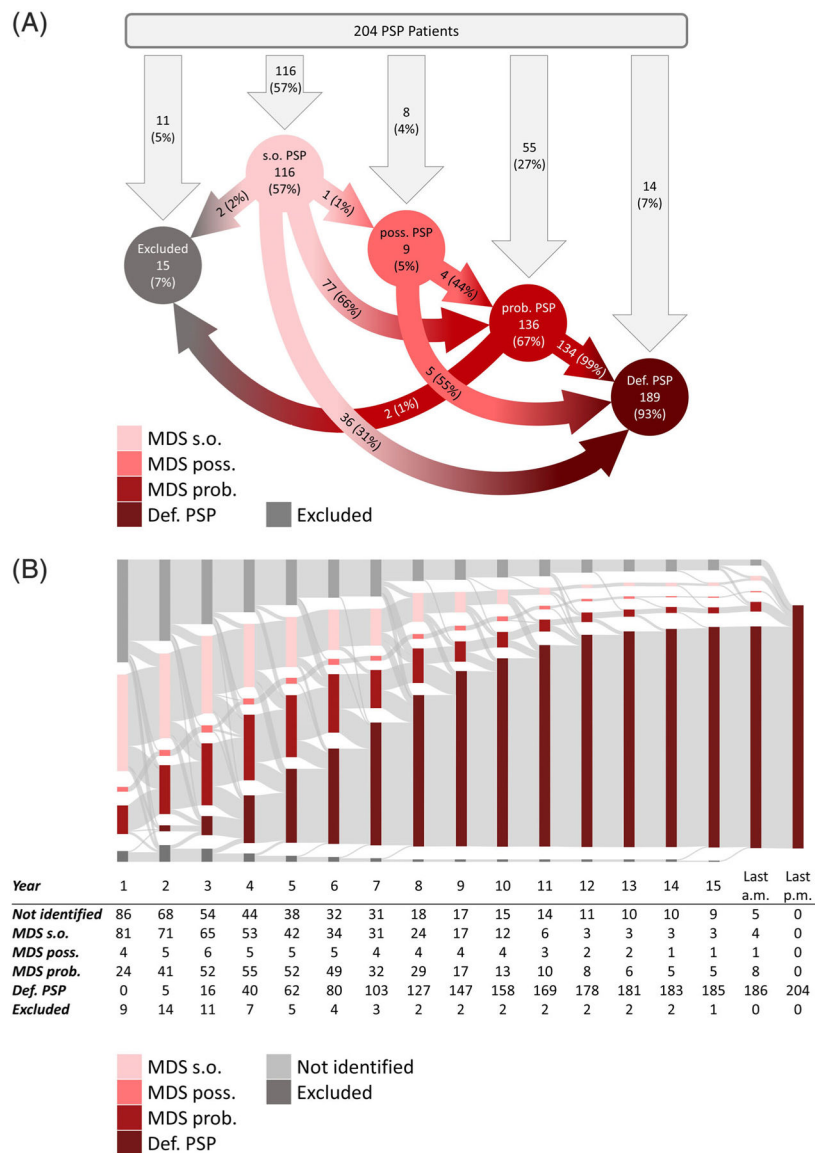 (A)
204 PSP Patients
11
(5%)
116
(57%)
8
(4%)
55
(27%)
14
(7%)
s.o. PSP
116
(57%)
2 (2%)
1 (1%)
Excluded
15
(7%)
poss. PSP
9
(5%)
77 (66%)
4 (44%)
prob. PSP
136
(67%)
134 (99%)
5 (55%)
Def. PSP
189
(93%)
2 (1%)
36 (31%)
MDS s.o.
MDS poss.
MDS prob.
Def. PSP Excluded
(B)
Year 1 2 3 4 5 6 7 8 9 10 11 12 13 14 15 Last a.m. Last p.m.
Not identified 86 68 54 44 38 32 31 18 17 15 14 11 10 10 9 5 0
MDS s.o. 81 71 65 53 42 34 31 24 17 12 6 3 3 3 3 4 0
MDS poss. 4 5 6 5 5 5 4 4 4 4 3 2 2 1 1 1 0
MDS prob. 24 41 52 55 52 49 32 29 17 13 10 8 6 5 5 8 0
Def. PSP 0 5 16 40 62 80 103 127 147 158 169 178 181 183 185 186 204
Excluded 9 14 11 7 5 4 3 2 2 2 2 2 2 2 1 0 0
MDS s.o. Not identified
MDS poss. Excluded
MDS prob.
Def. PSP